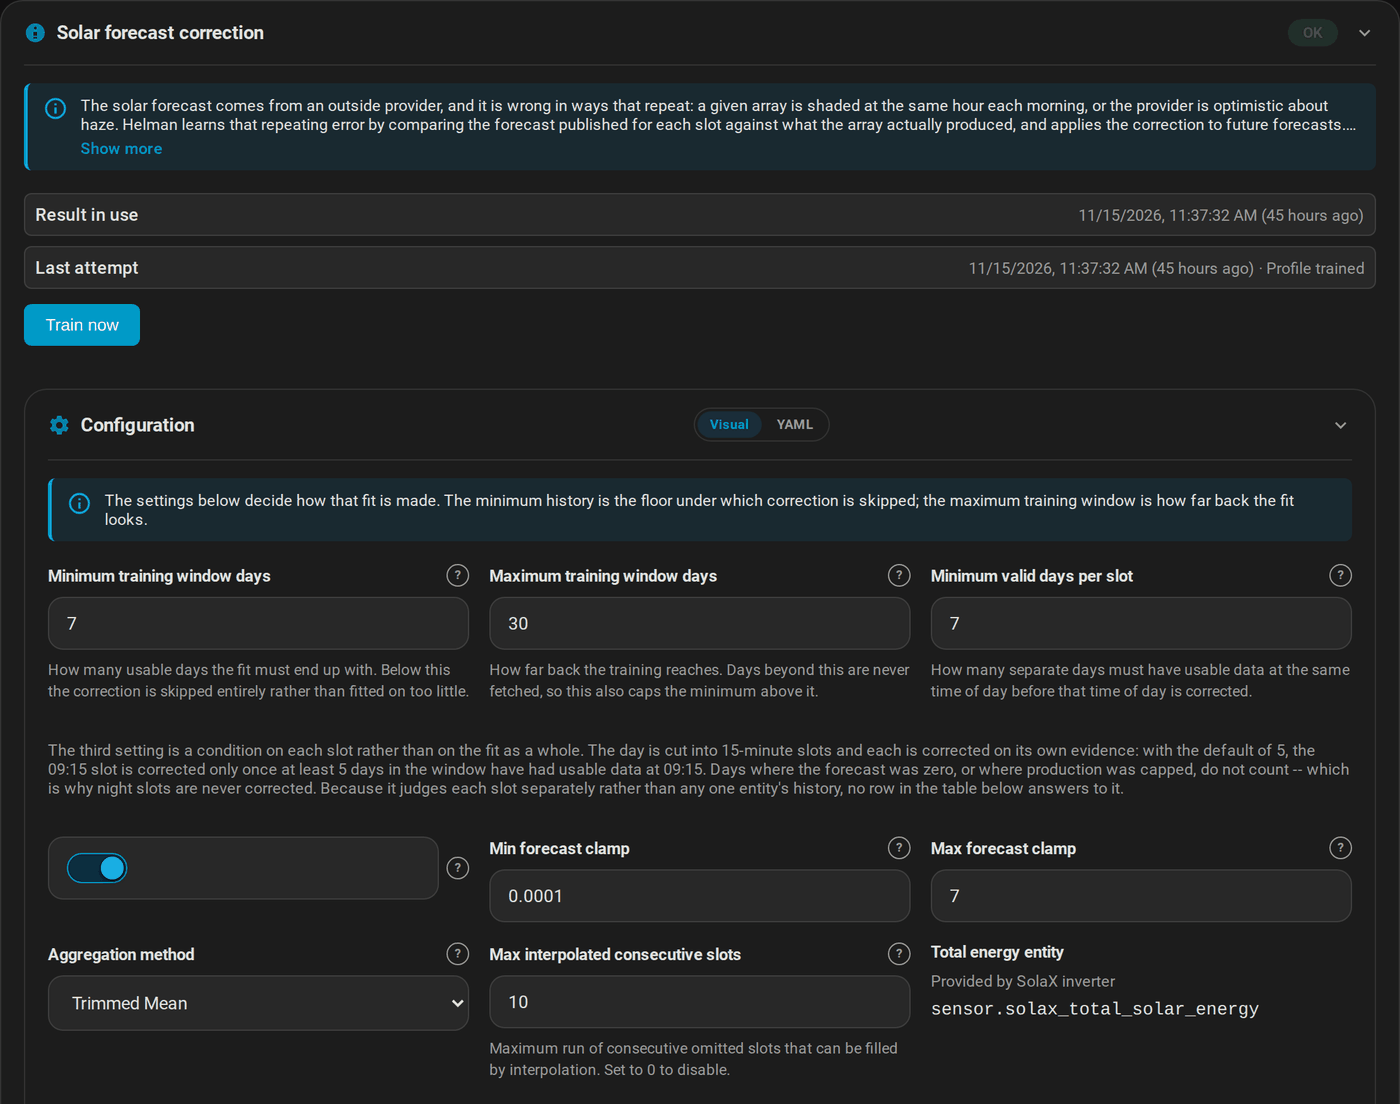 Solar forecast correction
OK
The solar forecast comes from an outside provider, and it is wrong in ways that repeat: a given array is shaded at the same hour each morning, or the provider is optimistic about
haze. Helman learns that repeating error by comparing the forecast published for each slot against what the array actually produced, and applies the correction to future forecasts....
Show more
Result in use
11/15/2026, 11:37:32 AM (45 hours ago)
Last attempt
11/15/2026, 11:37:32 AM (45 hours ago) · Profile trained
Train now
Configuration
Visual
YAML
The settings below decide how that fit is made. The minimum history is the floor under which correction is skipped; the maximum training window is how far back the fit
looks.
Minimum training window days
?
Maximum training window days
?
Minimum valid days per slot
?
7
30
7
How many usable days the fit must end up with. Below this
the correction is skipped entirely rather than fitted on too little.
How far back the training reaches. Days beyond this are never
fetched, so this also caps the minimum above it.
How many separate days must have usable data at the same
time of day before that time of day is corrected.
The third setting is a condition on each slot rather than on the fit as a whole. The day is cut into 15-minute slots and each is corrected on its own evidence: with the default of 5, the
09:15 slot is corrected only once at least 5 days in the window have had usable data at 09:15. Days where the forecast was zero, or where production was capped, do not count -- which
is why night slots are never corrected. Because it judges each slot separately rather than any one entity's history, no row in the table below answers to it.
?
Min forecast clamp
?
Max forecast clamp
?
0.0001
7
Aggregation method
?
Max interpolated consecutive slots
?
Total energy entity
Trimmed Mean
10
Provided by SolaX inverter
sensor.solax_total_solar_energy
Maximum run of consecutive omitted slots that can be filled
by interpolation. Set to 0 to disable.